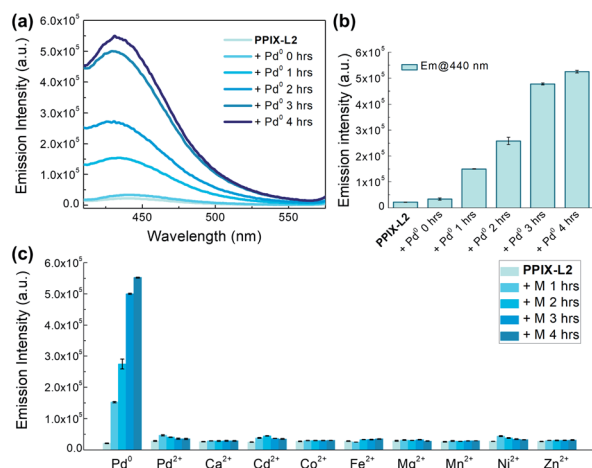 (a)
6.0x10⁵
5.0x10⁵
4.0x10⁵
3.0x10⁵
2.0x10⁵
1.0x10⁵
0.0
450
500
550
Emission Intensity (a.u.)
Wavelength (nm)
PPIX-L2
+ Pd⁰ 0 hrs
+ Pd⁰ 1 hrs
+ Pd⁰ 2 hrs
+ Pd⁰ 3 hrs
+ Pd⁰ 4 hrs
(b)
6x10⁵
5x10⁵
4x10⁵
3x10⁵
2x10⁵
1x10⁵
0
Emission intensity (a.u.)
Em@440 nm
PPIX-L2
+ Pd⁰ 0 hrs
+ Pd⁰ 1 hrs
+ Pd⁰ 2 hrs
+ Pd⁰ 3 hrs
+ Pd⁰ 4 hrs
(c)
6.0x10⁵
5.0x10⁵
4.0x10⁵
3.0x10⁵
2.0x10⁵
1.0x10⁵
0.0
Emission Intensity (a.u.)
PPIX-L2
+ M 1 hrs
+ M 2 hrs
+ M 3 hrs
+ M 4 hrs
Pd⁰ Pd²⁺ Ca²⁺ Cd²⁺ Co²⁺ Fe²⁺ Mg²⁺ Mn²⁺ Ni²⁺ Zn²⁺